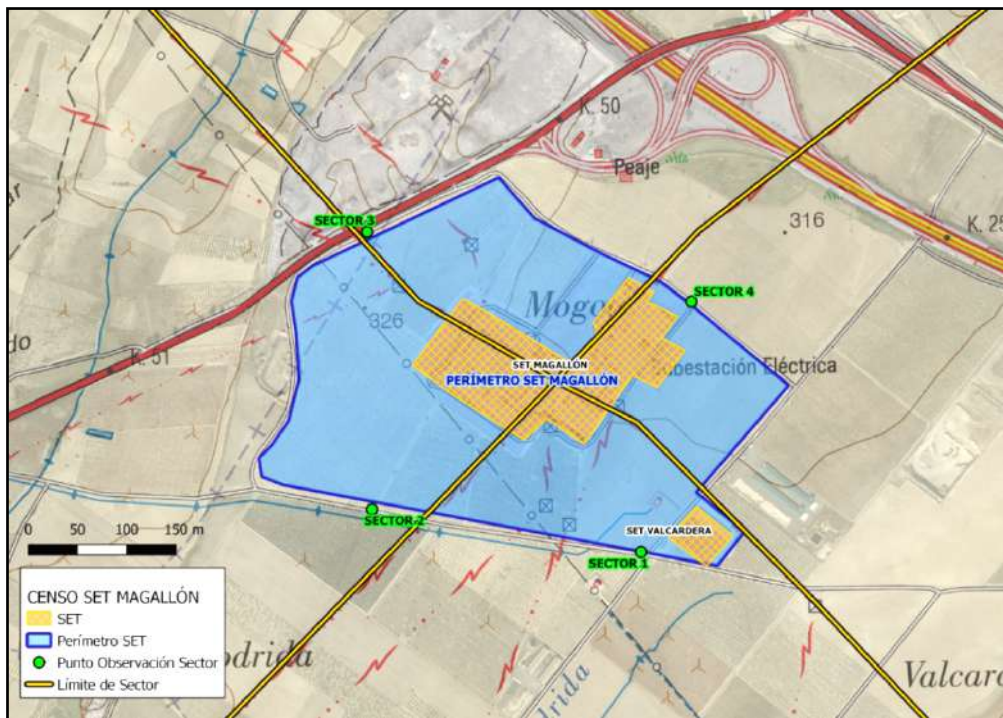 K. 50
Peaje
SECTOR 3
316
K. 25
SECTOR 4
Mogo
326
do
K. 51
SET MAGALLÓN
PERÍMETRO SET MAGALLÓN
Subestación Eléctrica
SECTOR 2
SET VALCARDERA
SECTOR 1
0 50 100 150 m
CENSO SET MAGALLÓN
SET
Perímetro SET
Punto Observación Sector
Límite de Sector
odrida
drida
Valcar